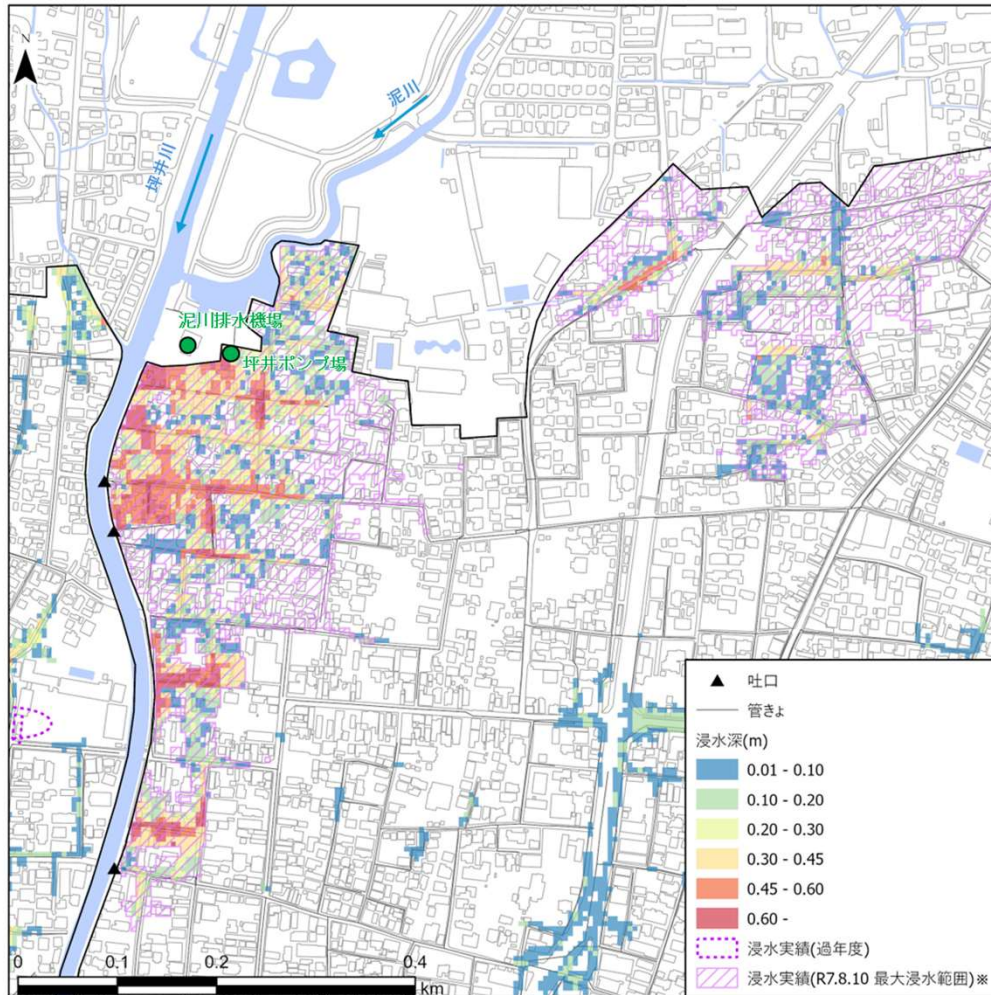 N
坪井川
泥川
泥川排水機場
坪井ポンプ場
吐口
管きょ
浸水深(m)
0.01 - 0.10
0.10 - 0.20
0.20 - 0.30
0.30 - 0.45
0.45 - 0.60
0.60 -
浸水実績(過年度)
浸水実績(R7.8.10 最大浸水範囲)※
0 0.1 0.2 0.4
km